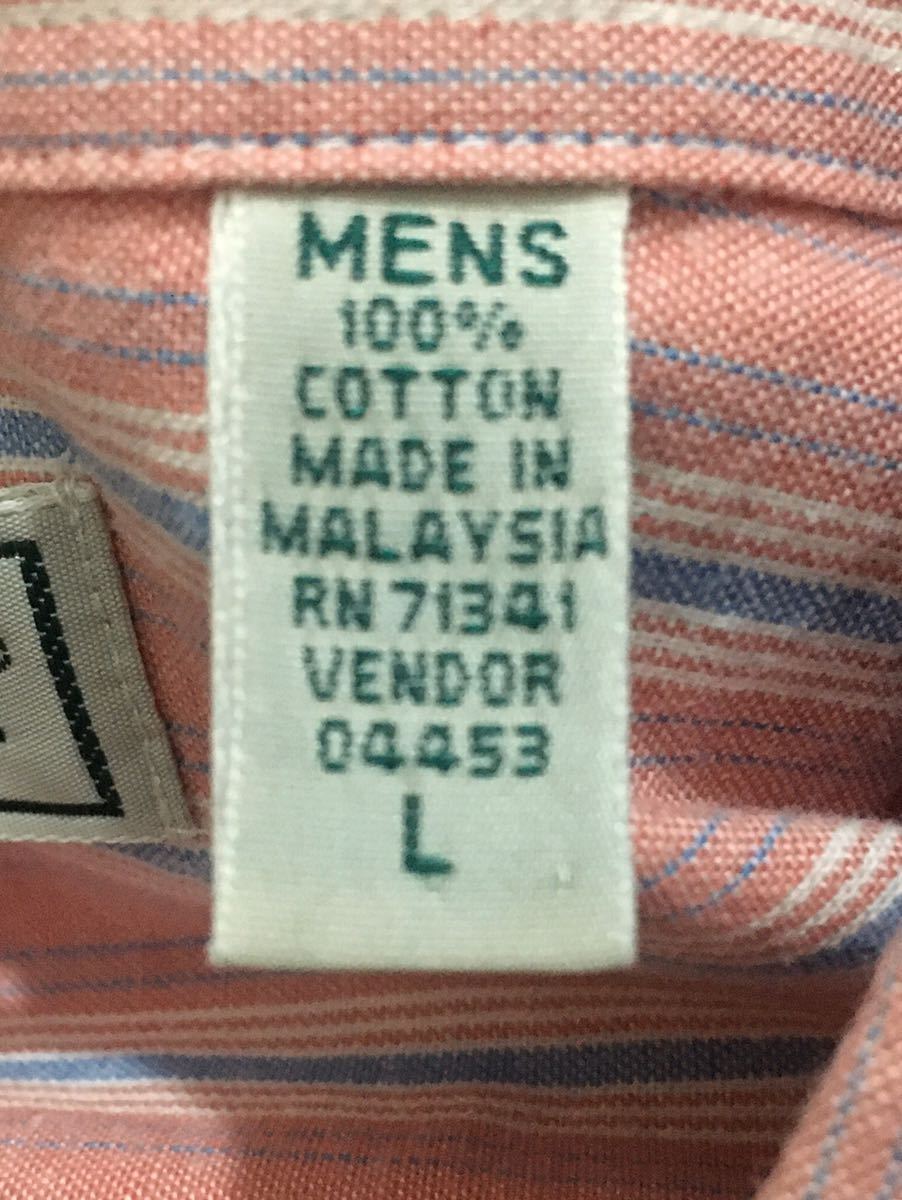 MENS
100%
COTTON
MADE IN
MALAYSIA
RN 71341
VENDOR
04453
L